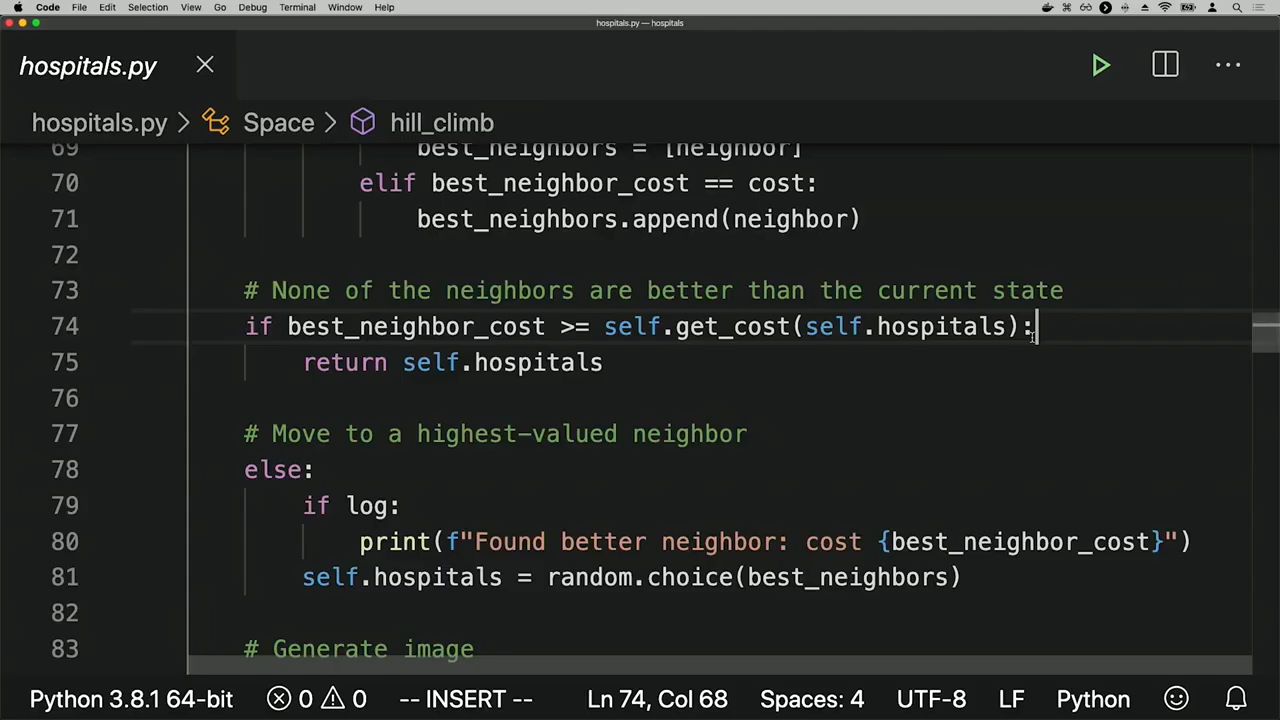 Code File Edit Selection View Go Debug Terminal Window Help
hospitals.py — hospitals
hospitals.py
hospitals.py > Space > hill_climb
69 best_neighbors = [neighbor]
70 elif best_neighbor_cost == cost:
71 best_neighbors.append(neighbor)
72
73 # None of the neighbors are better than the current state
74 if best_neighbor_cost >= self.get_cost(self.hospitals):
75 return self.hospitals
76
77 # Move to a highest-valued neighbor
78 else:
79 if log:
80 print(f"Found better neighbor: cost {best_neighbor_cost}")
81 self.hospitals = random.choice(best_neighbors)
82
83 # Generate image
Python 3.8.1 64-bit 0 0 -- INSERT -- Ln 74, Col 68 Spaces: 4 UTF-8 LF Python